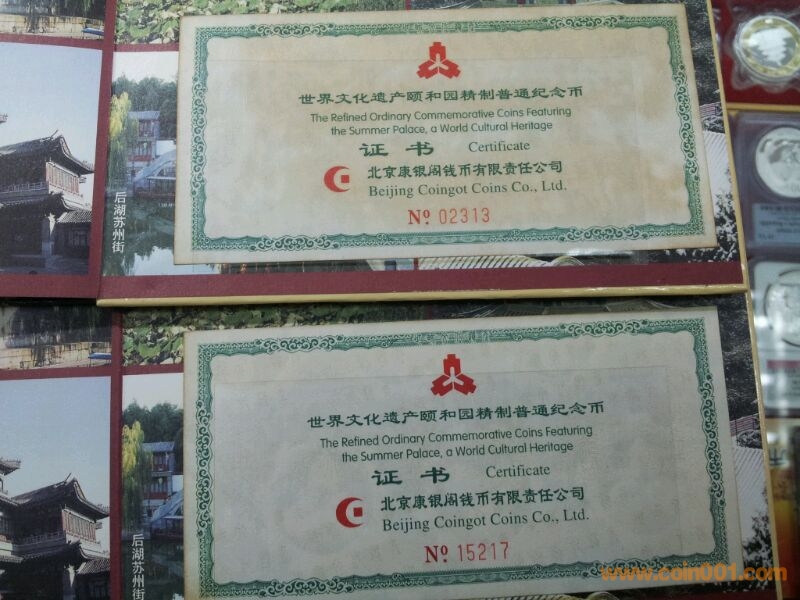 世界文化遗产颐和园精制普通纪念币
The Refined Ordinary Commemorative Coins Featuring
the Summer Palace, a World Cultural Heritage
证书 Certificate
北京康银阁钱币有限责任公司
Beijing Coingot Coins Co., Ltd.
No 02313
后湖苏州街
世界文化遗产颐和园精制普通纪念币
The Refined Ordinary Commemorative Coins Featuring
the Summer Palace, a World Cultural Heritage
证书 Certificate
北京康银阁钱币有限责任公司
Beijing Coingot Coins Co., Ltd.
No 15217
后湖苏州街
www.coin001.com